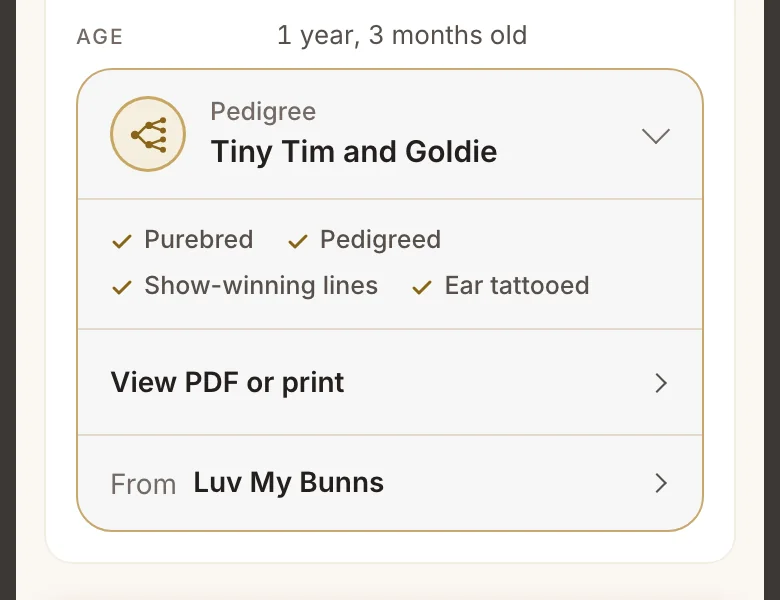 AGE 1 year, 3 months old
Pedigree
Tiny Tim and Goldie
Purebred Pedigreed
Show-winning lines Ear tattooed
View PDF or print
From Luv My Bunns